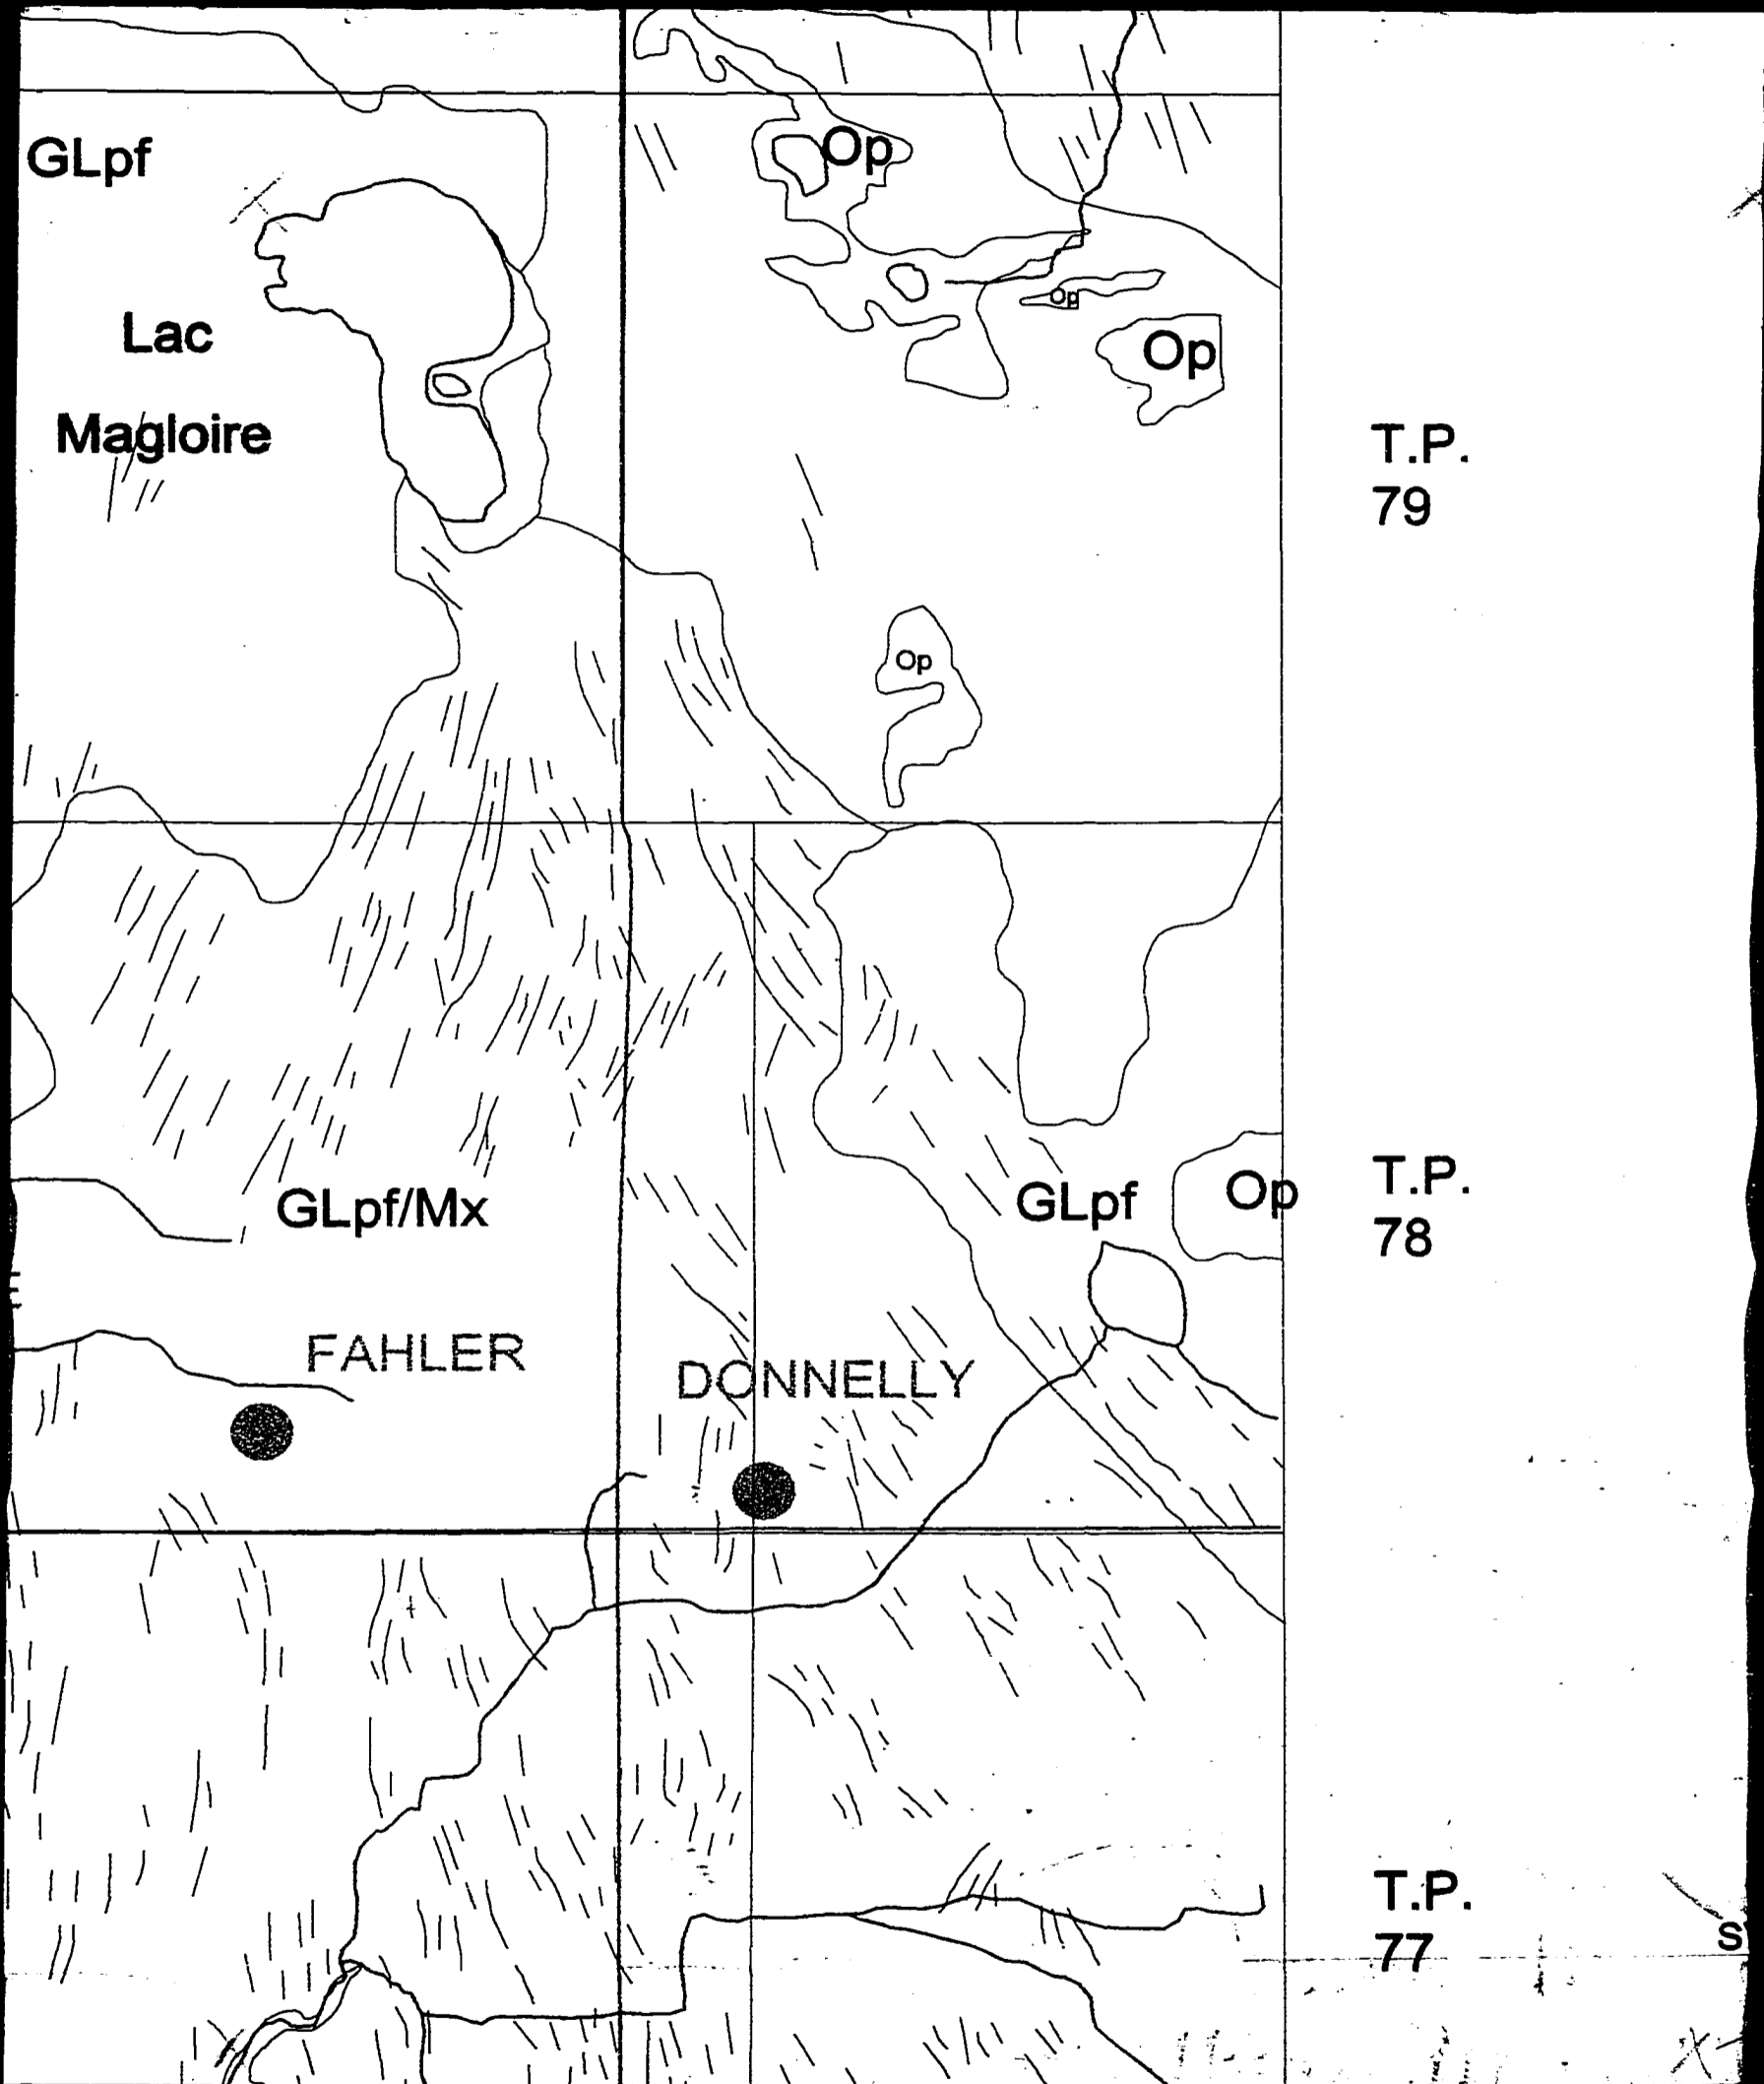 GLpf
Op
Lac
Op
Op
Magloire
T.P.
79
Op
GLpf/Mx
GLpf
Op
T.P.
78
FAHLER
DONNELLY
T.P.
77
S